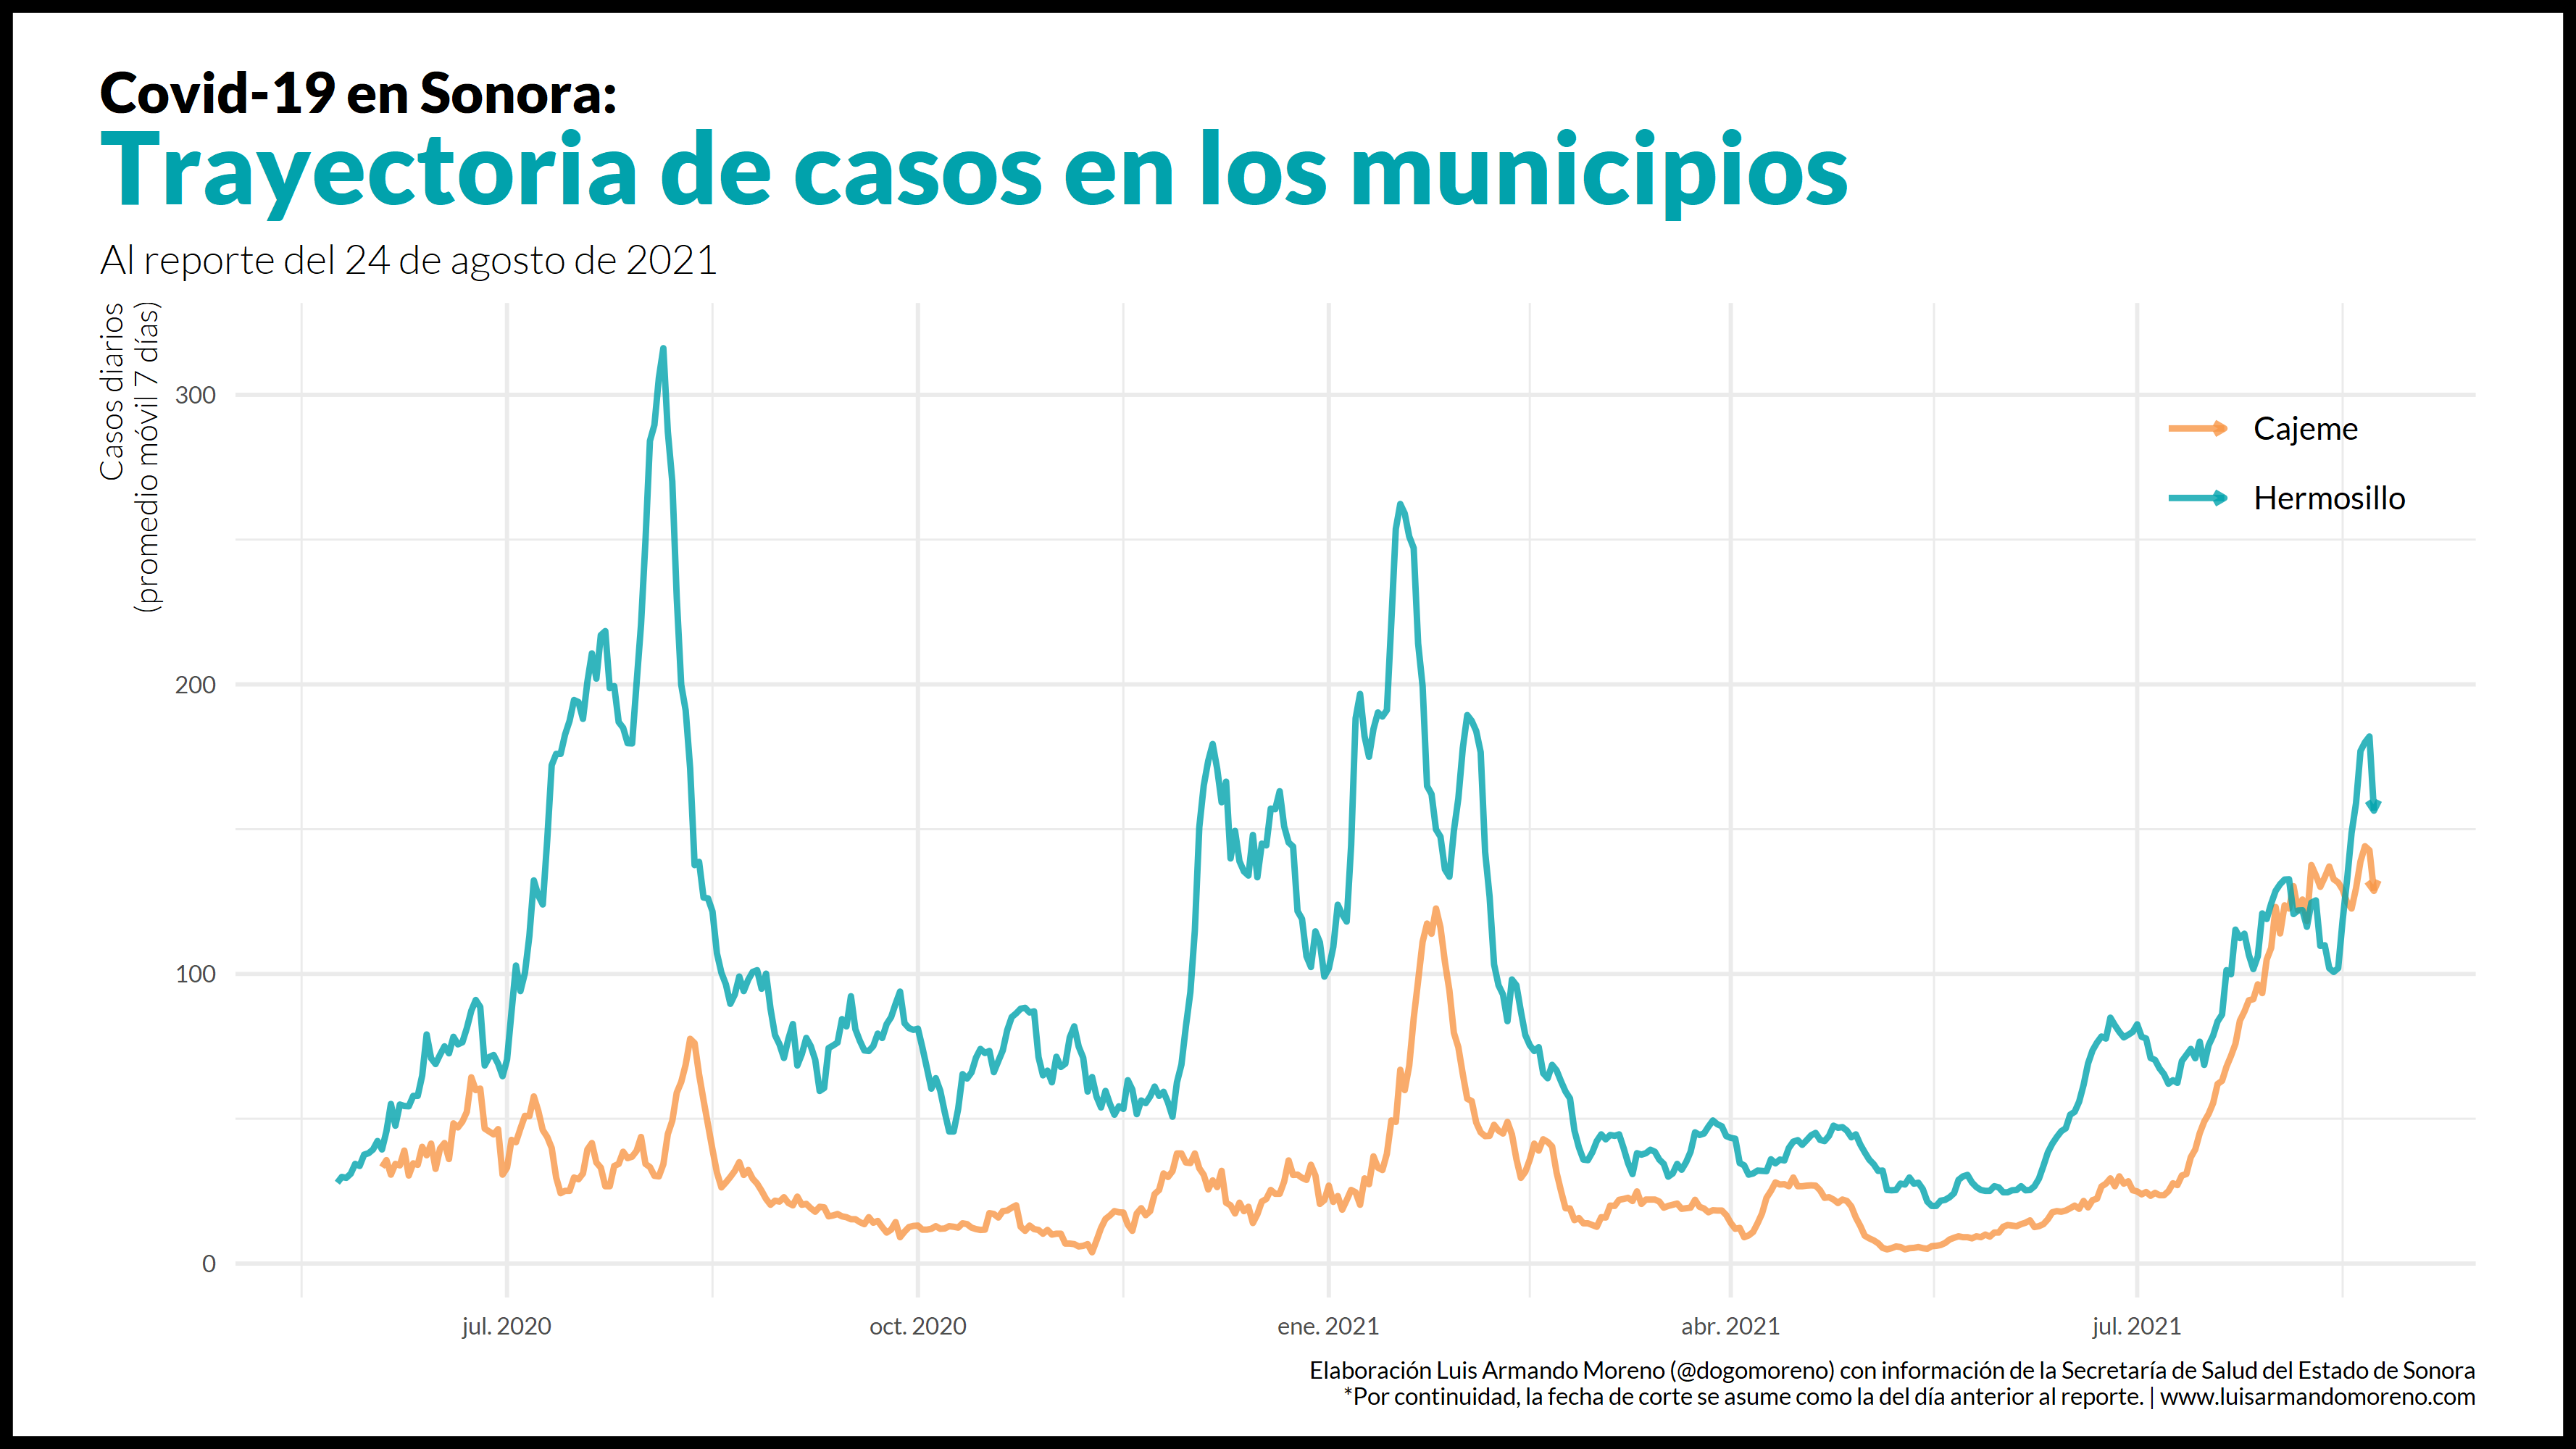 Covid-19 en Sonora:
Trayectoria de casos en los municipios
Al reporte del 24 de agosto de 2021
Casos diarios
(promedio móvil 7 días)
300
200
100
0
Cajeme
Hermosillo
jul. 2020
oct. 2020
ene. 2021
abr. 2021
jul. 2021
Elaboración Luis Armando Moreno (@dogomoreno) con información de la Secretaría de Salud del Estado de Sonora
*Por continuidad, la fecha de corte se asume como la del día anterior al reporte. | www.luisarmandomoreno.com